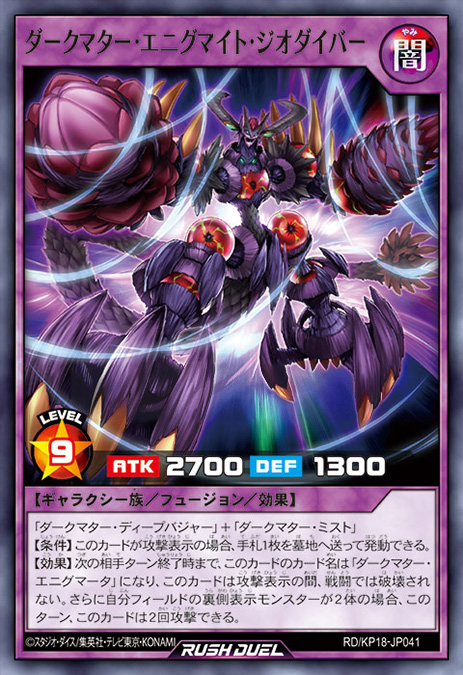 ダークマター・エニグマイト・ジオダイバー
やみ
闇
LEVEL
9
ATK 2700 DEF 1300
【ギャラクシー族／フュージョン／効果】
「ダークマター・ディープバジャー」+「ダークマター・ミスト」
【条件】このカードが攻撃表示の場合、手札1枚を墓地へ送って発動できる。
【効果】次の相手ターン終了時まで、このカードのカード名は「ダークマター・
エニグマータ」になり、このカードは攻撃表示の間、戦闘では破壊され
ない。さらに自分フィールドの裏側表示モンスターが2体の場合、この
ターン、このカードは2回攻撃できる。
©スタジオ・ダイス/集英社・テレビ東京・KONAMI
RUSH DUEL
RD/KP18-JP041